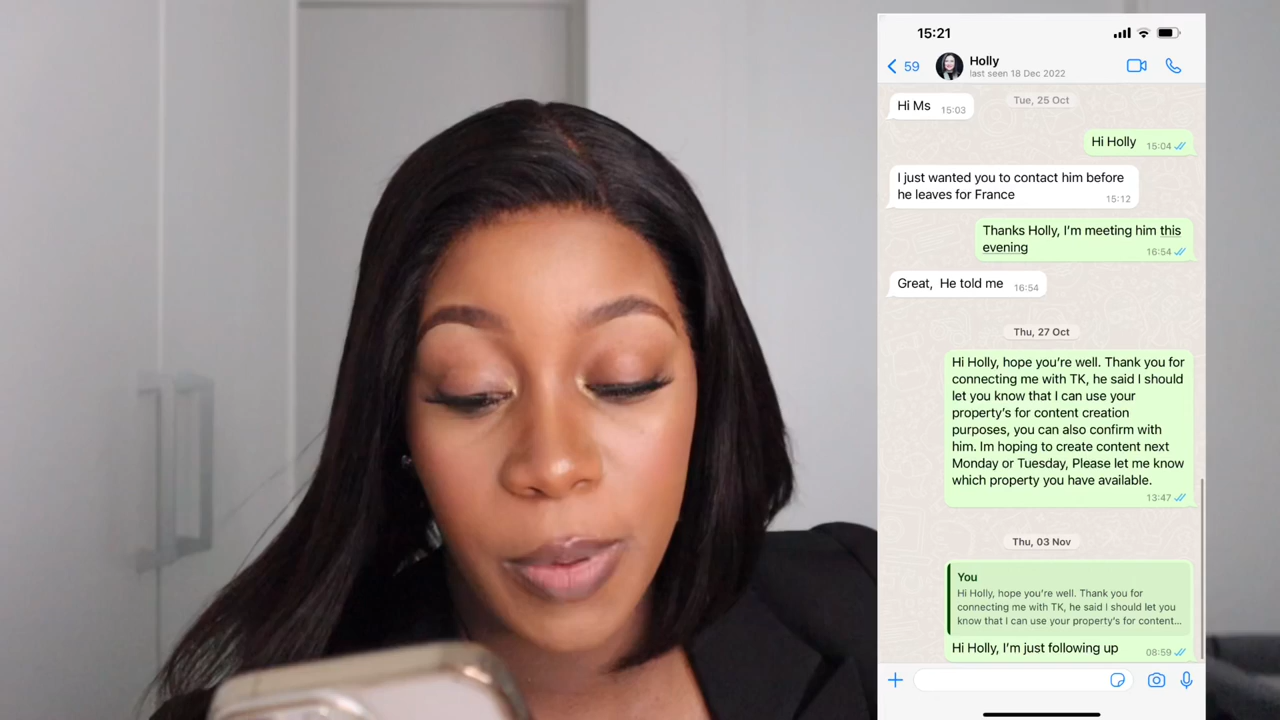 15:21
59
Holly
last seen 18 Dec 2022
Tue, 25 Oct
Hi Ms 15:03
Hi Holly 15:04
I just wanted you to contact him before
he leaves for France 15:12
Thanks Holly, I'm meeting him this
evening 16:54
Great,  He told me 16:54
Thu, 27 Oct
Hi Holly, hope you're well. Thank you for
connecting me with TK, he said I should
let you know that I can use your
property's for content creation
purposes, you can also confirm with
him. Im hoping to create content next
Monday or Tuesday, Please let me know
which property you have available.
13:47
Thu, 03 Nov
You
Hi Holly, hope you're well. Thank you for
connecting me with TK, he said I should let you
know that I can use your property's for content...
Hi Holly, I'm just following up 08:59